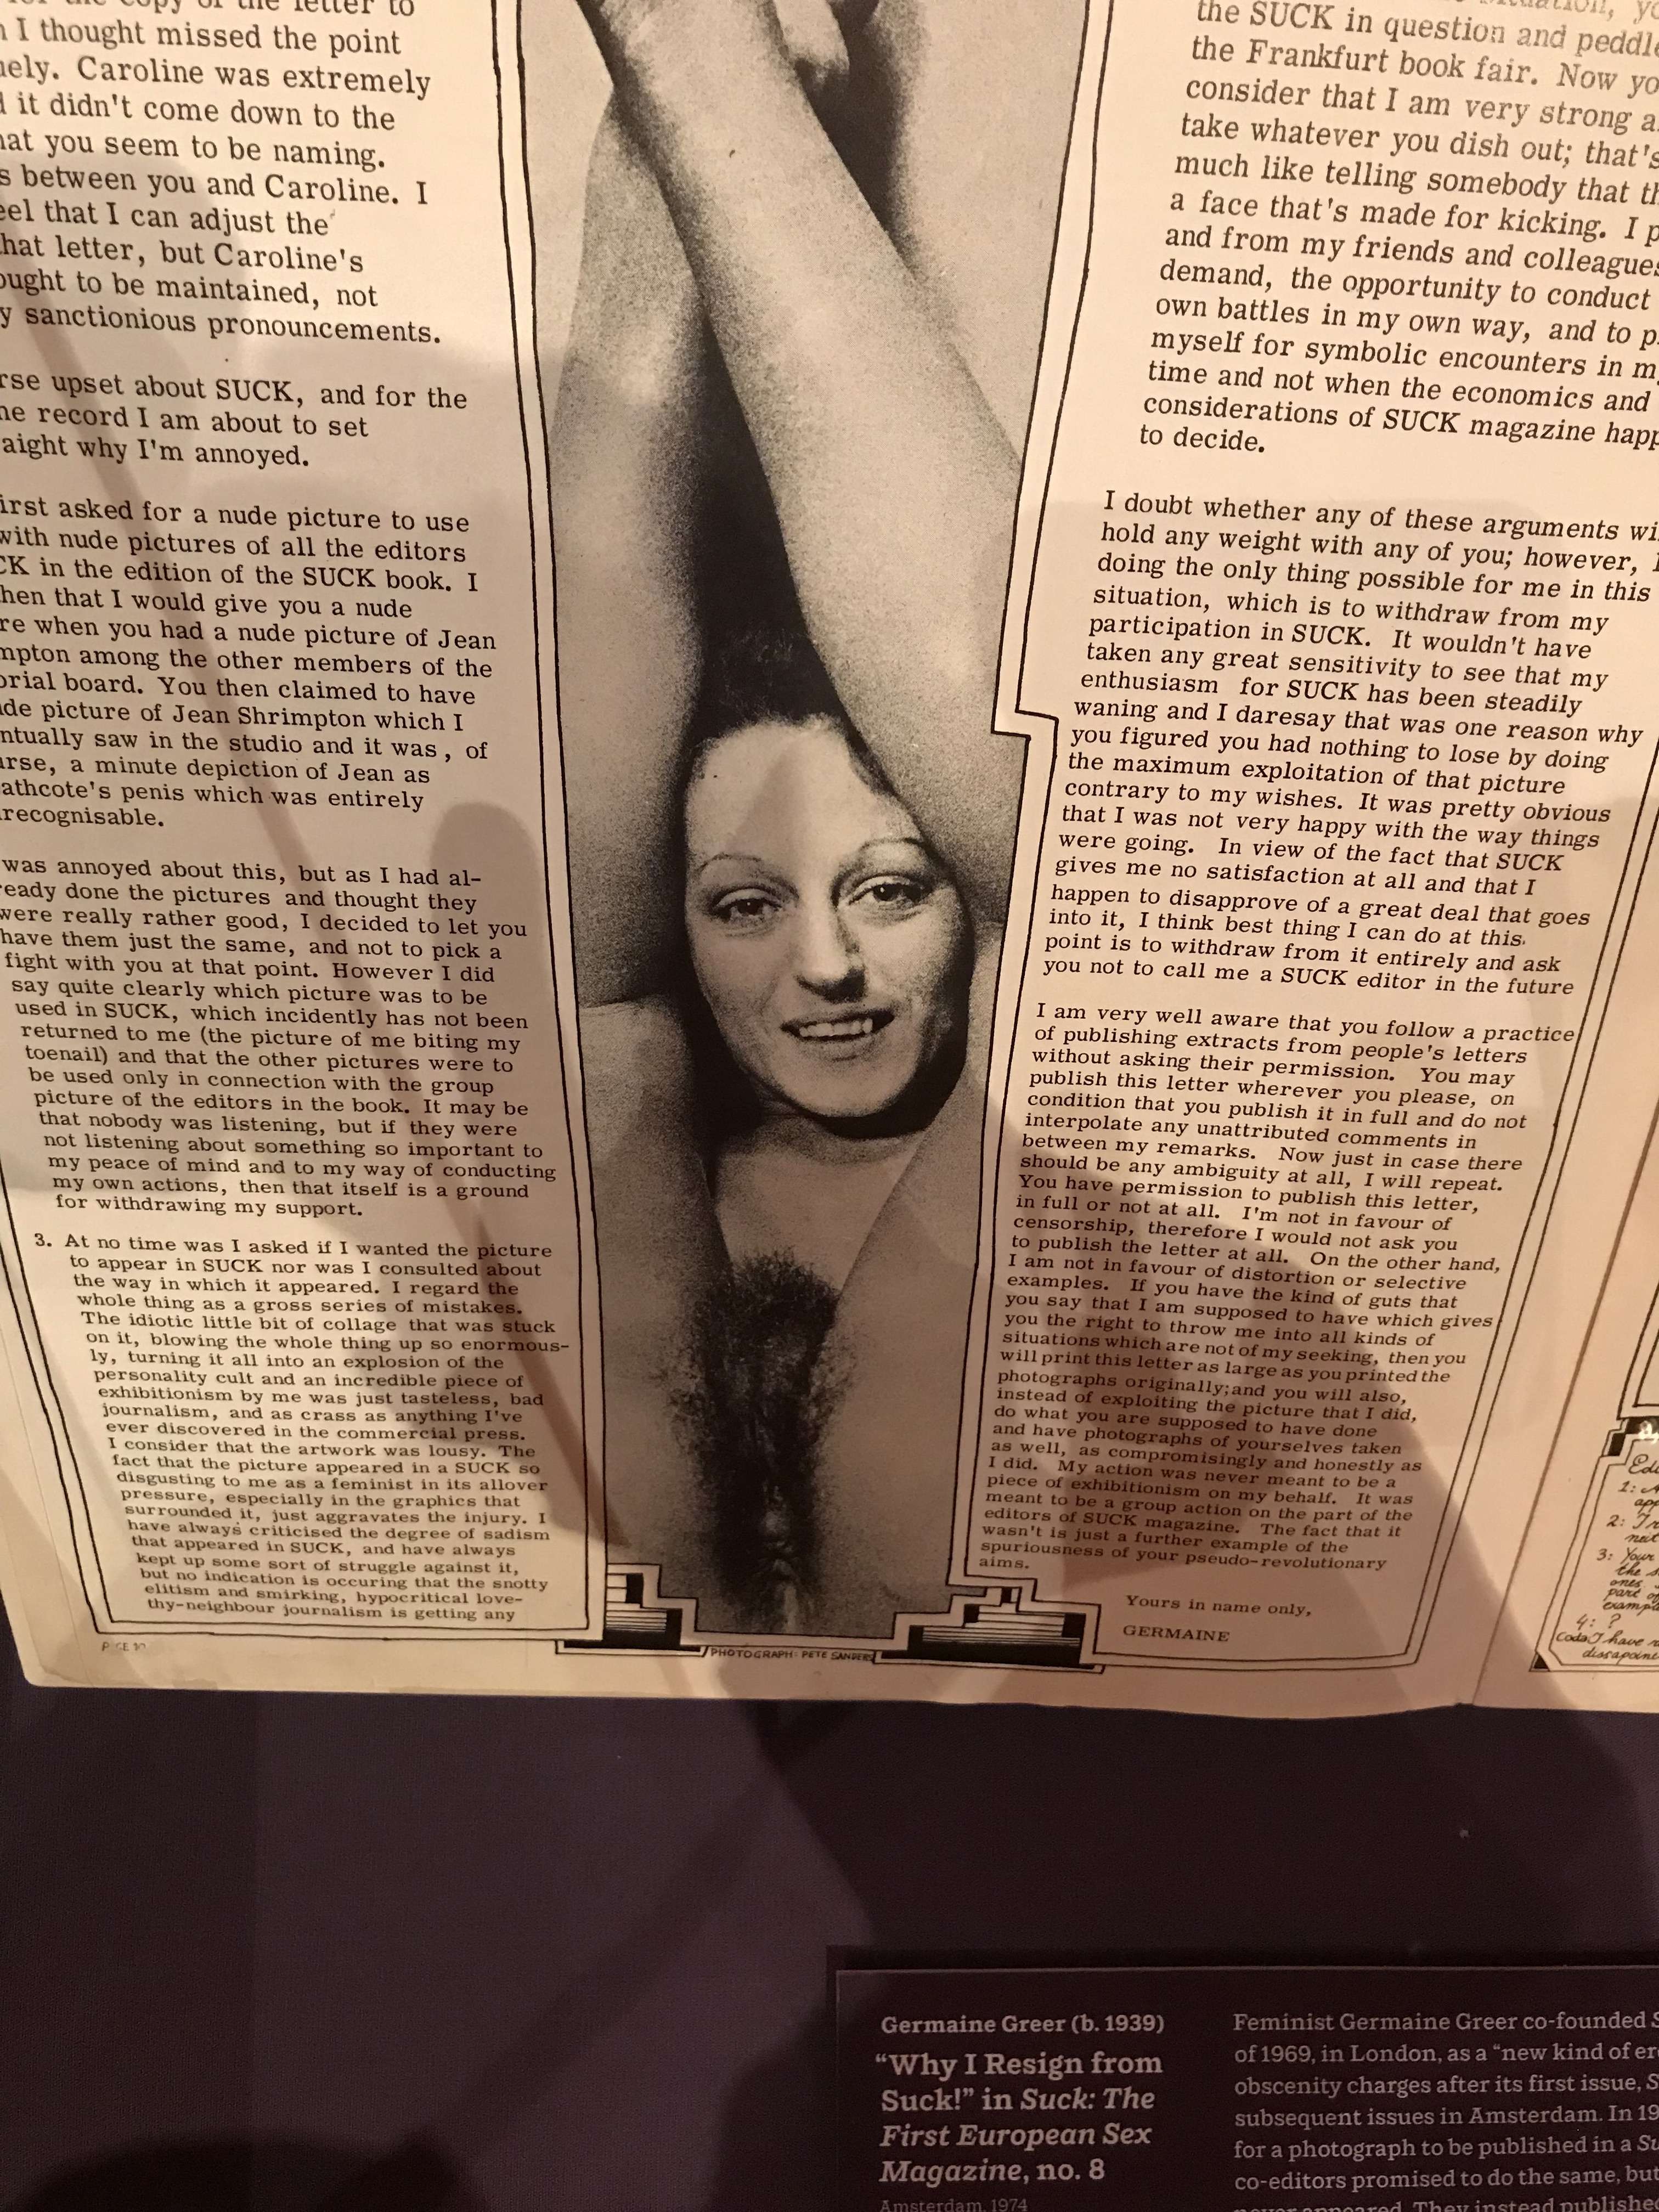 for the copy of the letter to
I thought missed the point
Caroline was extremely
it didn't come down to the
you seem to be naming.
between you and Caroline. I
that I can adjust the
that letter, but Caroline's
ought to be maintained, not
sanctionious pronouncements.
upset about SUCK, and for the
record I am about to set
why I'm annoyed.
asked for a nude picture to use
with nude pictures of all the editors
in the edition of the SUCK book. I
that I would give you a nude
when you had a nude picture of Jean
among the other members of the
board. You then claimed to have
picture of Jean Shrimpton which I
saw in the studio and it was, of
a minute depiction of Jean as
penis which was entirely
was annoyed about this, but as I had al-
ready done the pictures and thought they
were really rather good, I decided to let you
have them just the same, and not to pick a
fight with you at that point. However I did
say quite clearly which picture was to be
used in SUCK, which incidently has not been
returned to me (the picture of me biting my
toenail) and that the other pictures were to
be used only in connection with the group
picture of the editors in the book. It may be
that nobody was listening, but if they were
not listening about something so important to
my peace of mind and to my way of conducting
my own actions, then that itself is a ground
for withdrawing my support.
3. At no time was I asked if I wanted the picture
to appear in SUCK nor was I consulted about
the way in which it appeared. I regard the
whole thing as a gross series of mistakes.
The idiotic little bit of collage that was stuck
on it, blowing the whole thing up so enormous-
ly, turning it all into an explosion of the
personality cult and an incredible piece of
exhibitionism by me was just tasteless, bad
journalism, and as crass as anything I've
ever discovered in the commercial press.
I consider that the artwork was lousy. The
fact that the picture appeared in a SUCK so
disgusting to me as a feminist in its allover
pressure, especially in the graphics that
surrounded it, just aggravates the injury. I
have always criticised the degree of sadism
that appeared in SUCK, and have always
kept up some sort of struggle against it,
but no indication is occuring that the snotty
elitism and smirking, hypocritical love-
thy-neighbour journalism is getting any
PHOTOGRAPH: PETE SANDERS
the SUCK in question and peddle
the Frankfurt book fair. Now
consider that I am very strong
take whatever you dish out; that's
much like telling somebody that
a face that's made for kicking. I
and from my friends and colleagues
demand, the opportunity to conduct
own battles in my own way, and to
myself for symbolic encounters in
time and not when the economics and
considerations of SUCK magazine
to decide.
I doubt whether any of these arguments
hold any weight with any of you; however,
doing the only thing possible for me in this
situation, which is to withdraw from my
participation in SUCK. It wouldn't have
taken any great sensitivity to see that my
enthusiasm for SUCK has been steadily
waning and I daresay that was one reason why
you figured you had nothing to lose by doing
the maximum exploitation of that picture
contrary to my wishes. It was pretty obvious
that I was not very happy with the way things
were going. In view of the fact that SUCK
gives me no satisfaction at all and that I
happen to disapprove of a great deal that goes
into it, I think best thing I can do at this
point is to withdraw from it entirely and ask
you not to call me a SUCK editor in the future
I am very well aware that you follow a practice
of publishing extracts from people's letters
without asking their permission. You may
publish this letter wherever you please, on
condition that you publish it in full and do not
interpolate any unattributed comments in
between my remarks. Now just in case there
should be any ambiguity at all, I will repeat.
You have permission to publish this letter,
in full or not at all. I'm not in favour of
censorship, therefore I would not ask you
to publish the letter at all. On the other hand,
I am not in favour of distortion or selective
examples. If you have the kind of guts that
you say that I am supposed to have which gives
you the right to throw me into all kinds of
situations which are not of my seeking, then you
will print this letter as large as you printed the
photographs originally; and you will also,
instead of exploiting the picture that I did,
do what you are supposed to have done
and have photographs of yourselves taken
as well, as compromisingly and honestly as
I did. My action was never meant to be a
piece of exhibitionism on my behalf. It was
meant to be a group action on the part of the
editors of SUCK magazine. The fact that it
wasn't is just a further example of the
spuriousness of your pseudo-revolutionary
aims.
Yours in name only,
GERMAINE
1:
2:
3: Your
the
ones
part of
4: ?
Coda I have
Germaine Greer (b. 1939)
“Why I Resign from
Suck!” in Suck: The
First European Sex
Magazine, no. 8
Amsterdam, 1974
Feminist Germaine Greer co-founded
of 1969, in London, as a “new kind of
obscenity charges after its first issue,
subsequent issues in Amsterdam. In
for a photograph to be published in a
co-editors promised to do the same, but
never appeared. They instead published